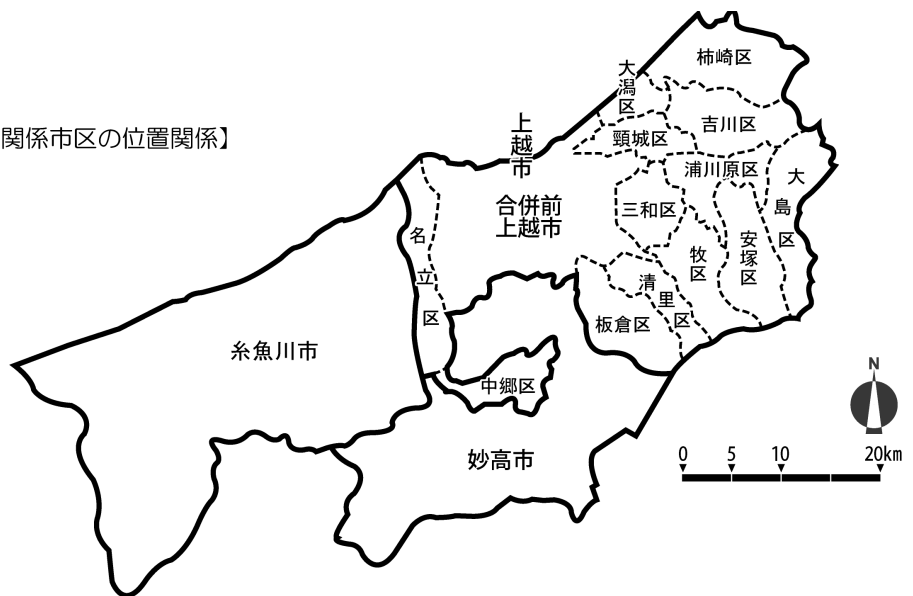 関係市区の位置関係】
柿崎区
大潟区
吉川区
頸城区
上越市
浦川原区
大島区
合併前
上越市
三和区
名立区
牧区
安塚区
清里区
板倉区
糸魚川市
中郷区
妙高市
N
0 5 10 20km